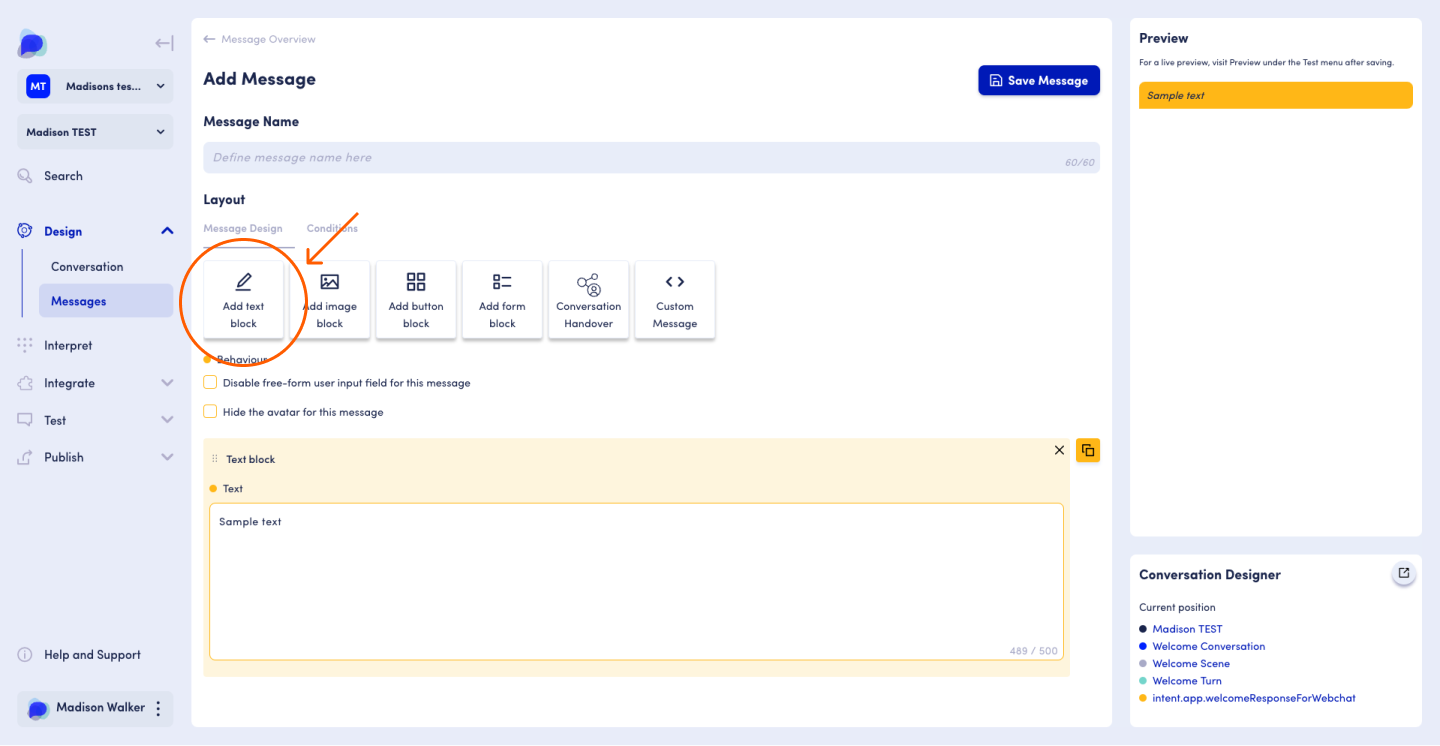 MT
Madisons tes...
Madison TEST
Search
Design
Conversation
Messages
Interpret
Integrate
Test
Publish
Help and Support
Madison Walker
Message Overview
Add Message
Save Message
Message Name
Define message name here
60/60
Layout
Message Design
Conditions
Add text
block
Add image
block
Add button
block
Add form
block
Conversation
Handover
Custom
Message
Behaviour
Disable free-form user input field for this message
Hide the avatar for this message
Text block
Text
Sample text
489 / 500
Preview
For a live preview, visit Preview under the Test menu after saving.
Sample text
Conversation Designer
Current position
Madison TEST
Welcome Conversation
Welcome Scene
Welcome Turn
intent.app.welcomeResponseForWebchat